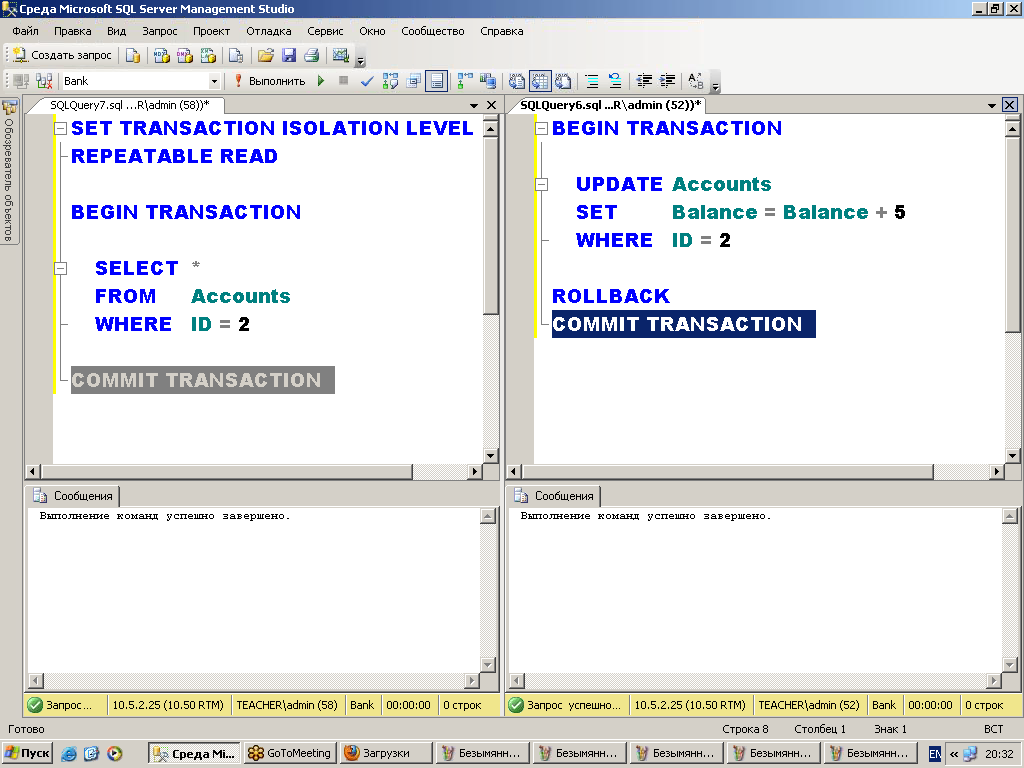 Среда Microsoft SQL Server Management Studio
Файл Правка Вид Запрос Проект Отладка Сервис Окно Сообщество Справка
Создать запрос
Bank Выполнить
Обозреватель объектов
SQLQuery7.sql ...R\admin (58))*
SET TRANSACTION ISOLATION LEVEL
REPEATABLE READ
BEGIN TRANSACTION
SELECT *
FROM Accounts
WHERE ID = 2
COMMIT TRANSACTION
Сообщения
Выполнение команд успешно завершено.
Запрос... 10.5.2.25 (10.50 RTM) TEACHER\admin (58) Bank 00:00:00 0 строк
SQLQuery6.sql ...R\admin (52))*
BEGIN TRANSACTION
UPDATE Accounts
SET Balance = Balance + 5
WHERE ID = 2
ROLLBACK
COMMIT TRANSACTION
Сообщения
Выполнение команд успешно завершено.
Запрос успешно... 10.5.2.25 (10.50 RTM) TEACHER\admin (52) Bank 00:00:00 0 строк
Готово Строка 8 Столбец 1 Знак 1 ВСТ
Пуск Среда Mi... GoToMeeting Загрузки Безымянн... Безымянн... Безымянн... Безымянн... Безымянн... EN « 20:32